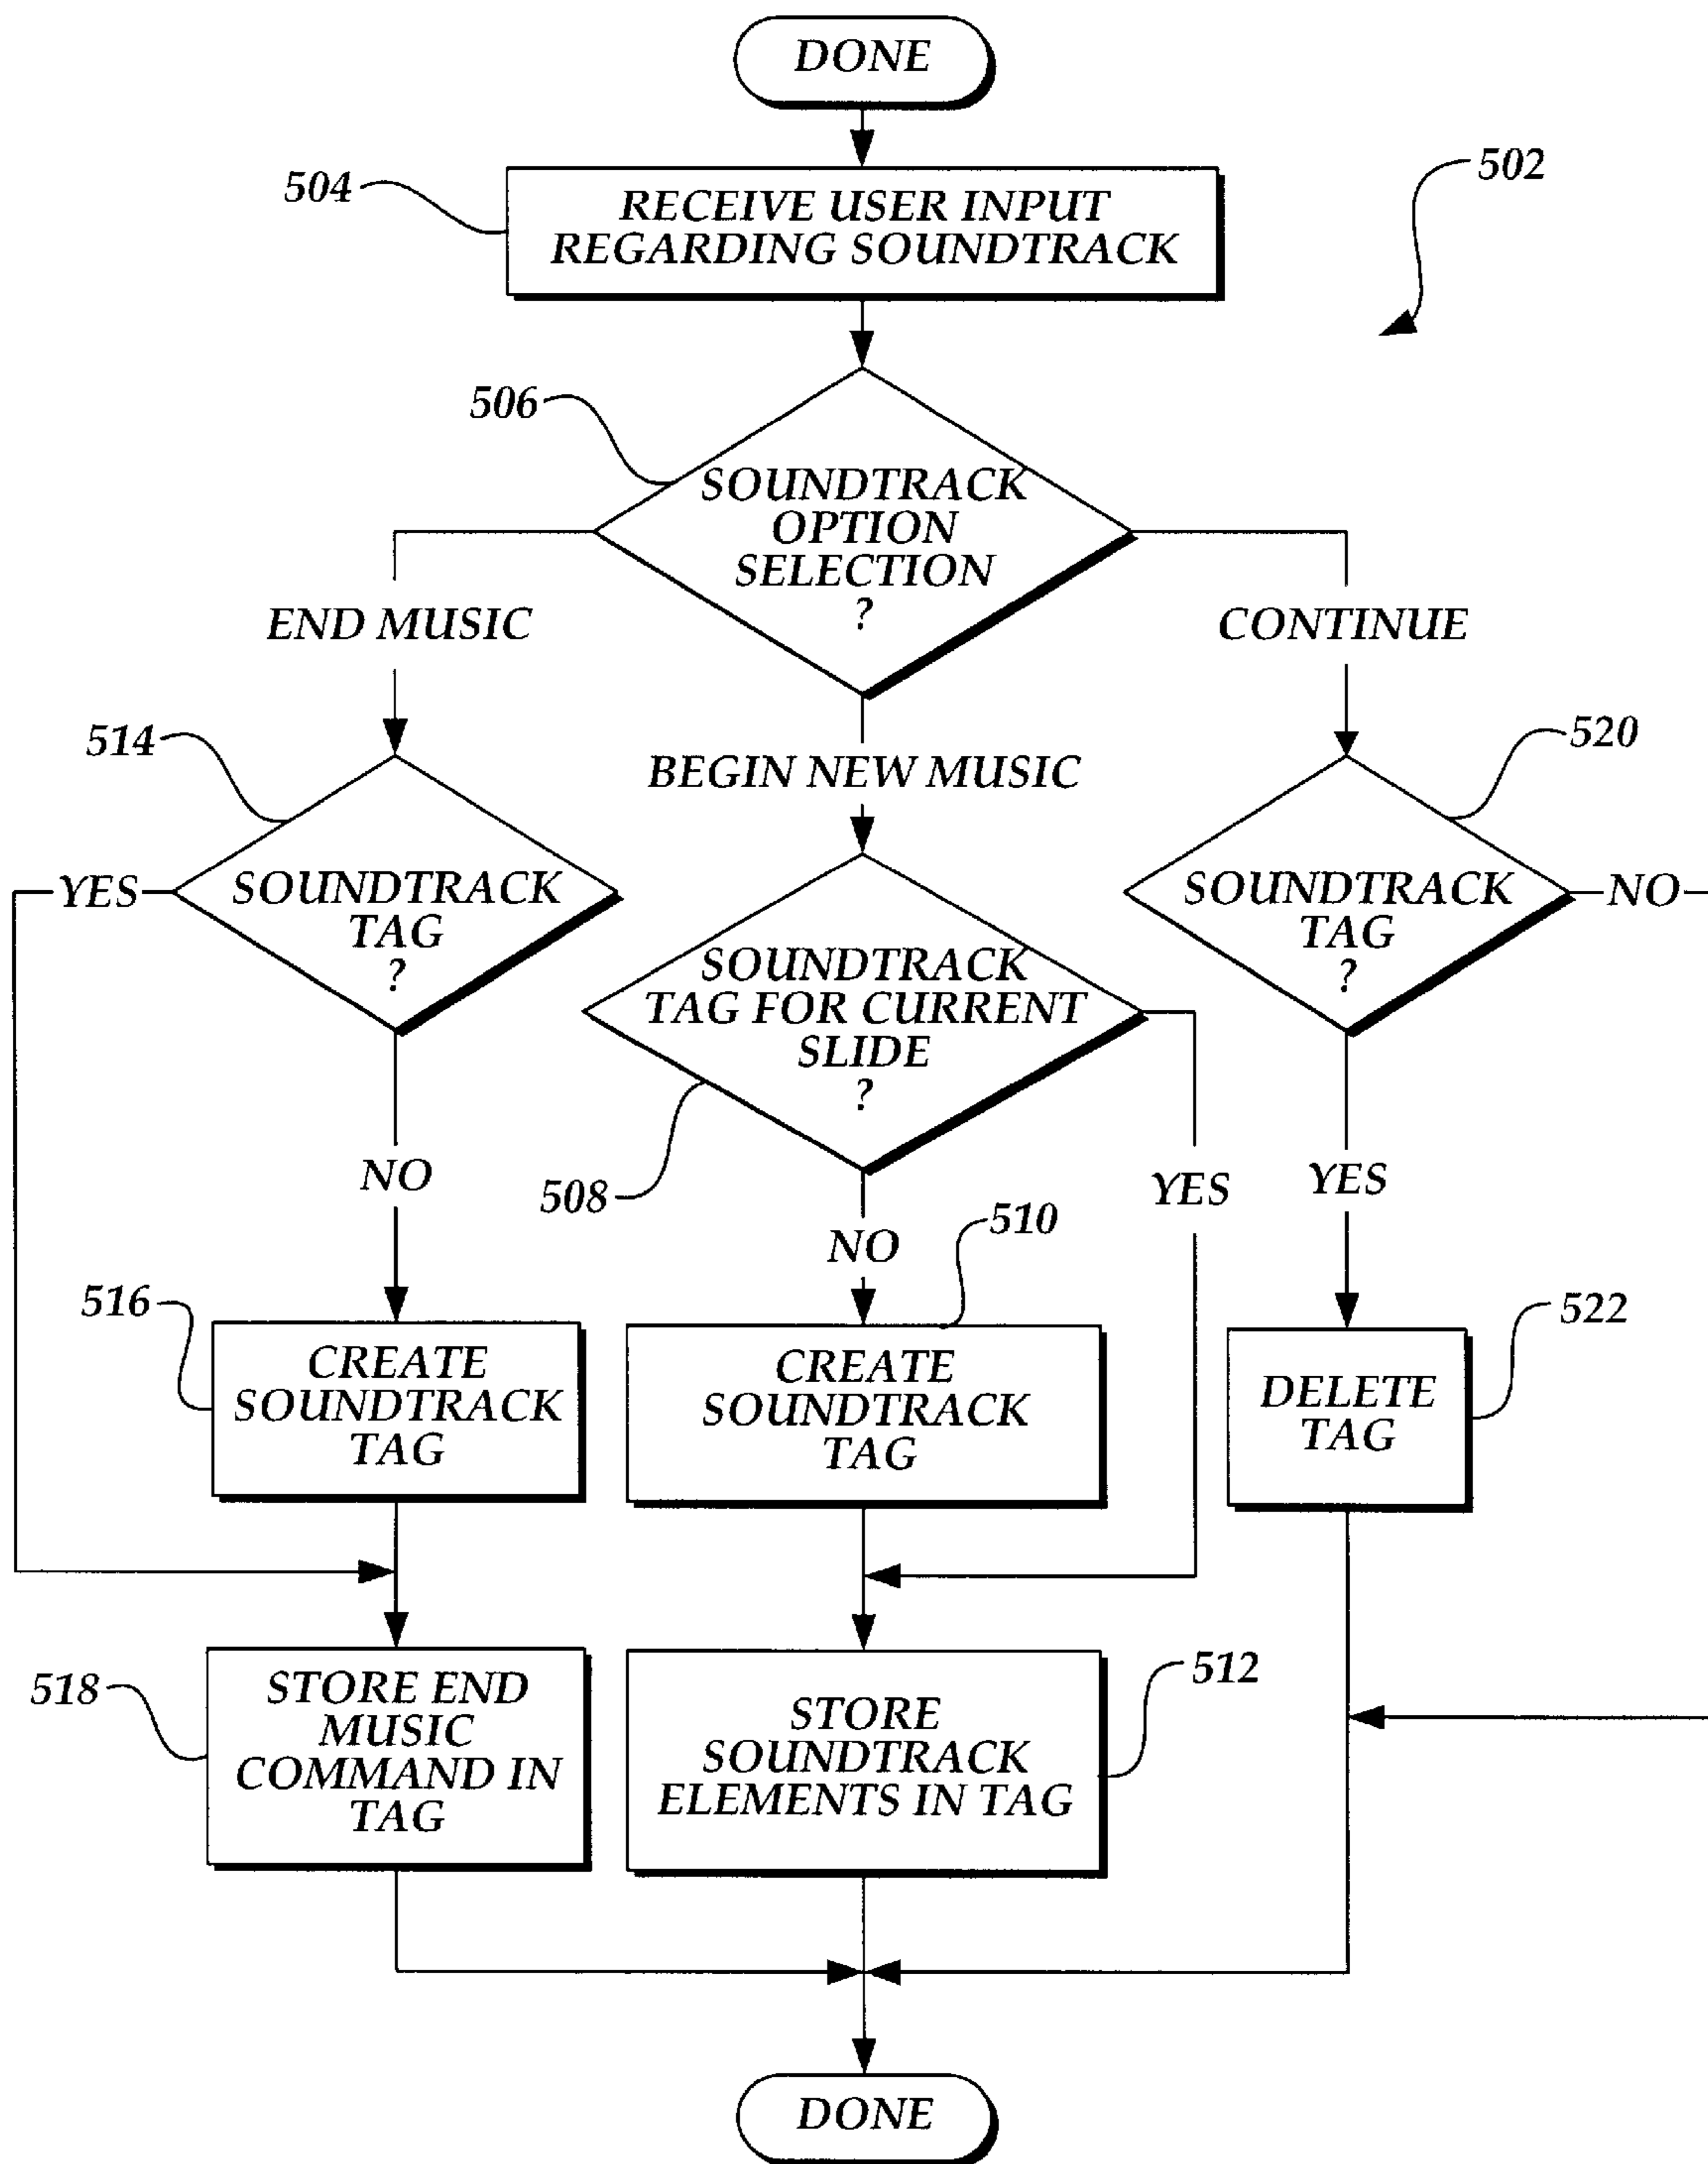 DONE
504
RECEIVE USER INPUT
REGARDING SOUNDTRACK
502
506
SOUNDTRACK
OPTION
SELECTION
?
END MUSIC
BEGIN NEW MUSIC
CONTINUE
514
SOUNDTRACK
TAG
?
YES
NO
508
SOUNDTRACK
TAG FOR CURRENT
SLIDE
?
NO
YES
520
SOUNDTRACK
TAG
?
NO
YES
516
CREATE
SOUNDTRACK
TAG
510
CREATE
SOUNDTRACK
TAG
522
DELETE
TAG
518
STORE END
MUSIC
COMMAND IN
TAG
512
STORE
SOUNDTRACK
ELEMENTS IN TAG
DONE